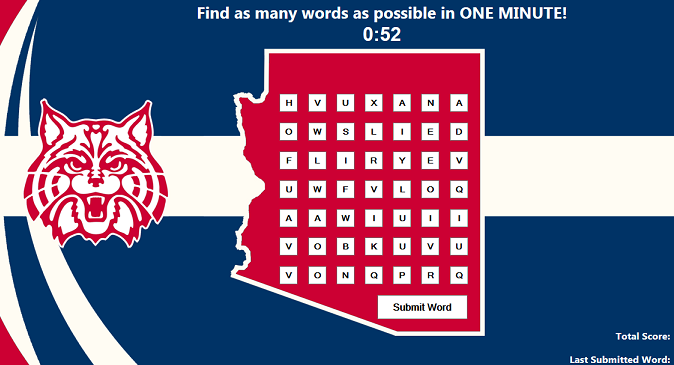 Find as many words as possible in ONE MINUTE!
0:52
H V U X A N A
O W S L I E D
F L I R Y E V
U W F V L O Q
A A W I U I I
V O B K U V U
V O N Q P R Q
Submit Word
Total Score:
Last Submitted Word: